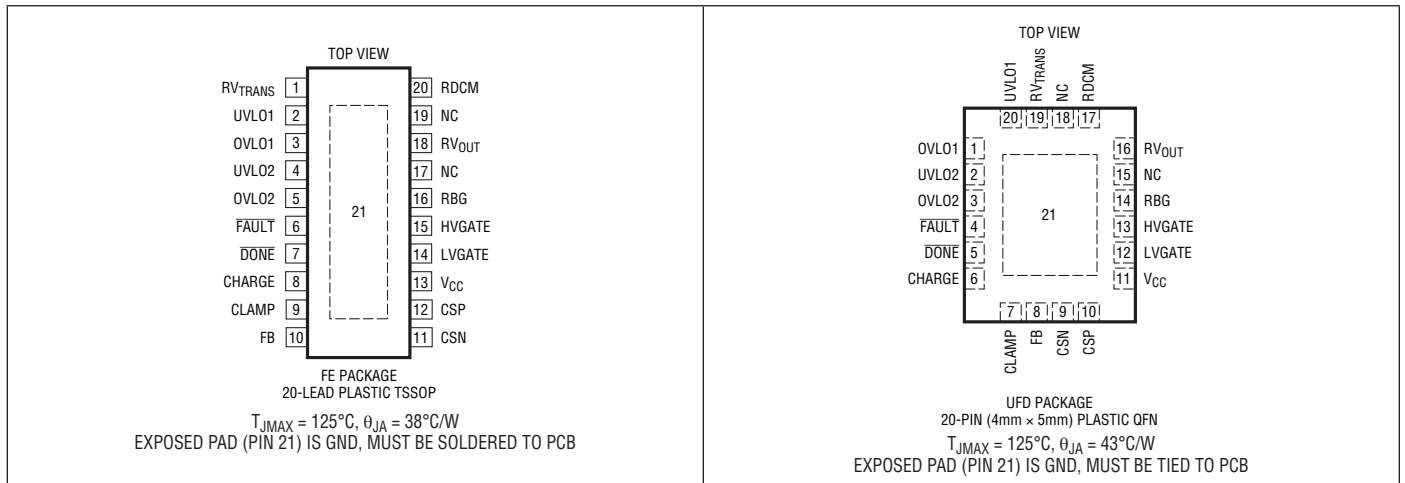 TOP VIEW
RVTRANS 1
UVLO1 2
OVLO1 3
UVLO2 4
OVLO2 5
FAULT 6
DONE 7
CHARGE 8
CLAMP 9
FB 10
20 RDCM
19 NC
18 RVOUT
17 NC
16 RBG
15 HVGATE
14 LVGATE
13 VCC
12 CSP
11 CSN
21
FE PACKAGE
20-LEAD PLASTIC TSSOP
TJMAX = 125°C, θJA = 38°C/W
EXPOSED PAD (PIN 21) IS GND, MUST BE SOLDERED TO PCB
TOP VIEW
UVLO1
RVTRANS
NC
RDCM
20 19 18 17
OVLO1 1
UVLO2 2
OVLO2 3
FAULT 4
DONE 5
CHARGE 6
16 RVOUT
15 NC
14 RBG
13 HVGATE
12 LVGATE
11 VCC
21
7 8 9 10
CLAMP
FB
CSN
CSP
UFD PACKAGE
20-PIN (4mm × 5mm) PLASTIC QFN
TJMAX = 125°C, θJA = 43°C/W
EXPOSED PAD (PIN 21) IS GND, MUST BE TIED TO PCB